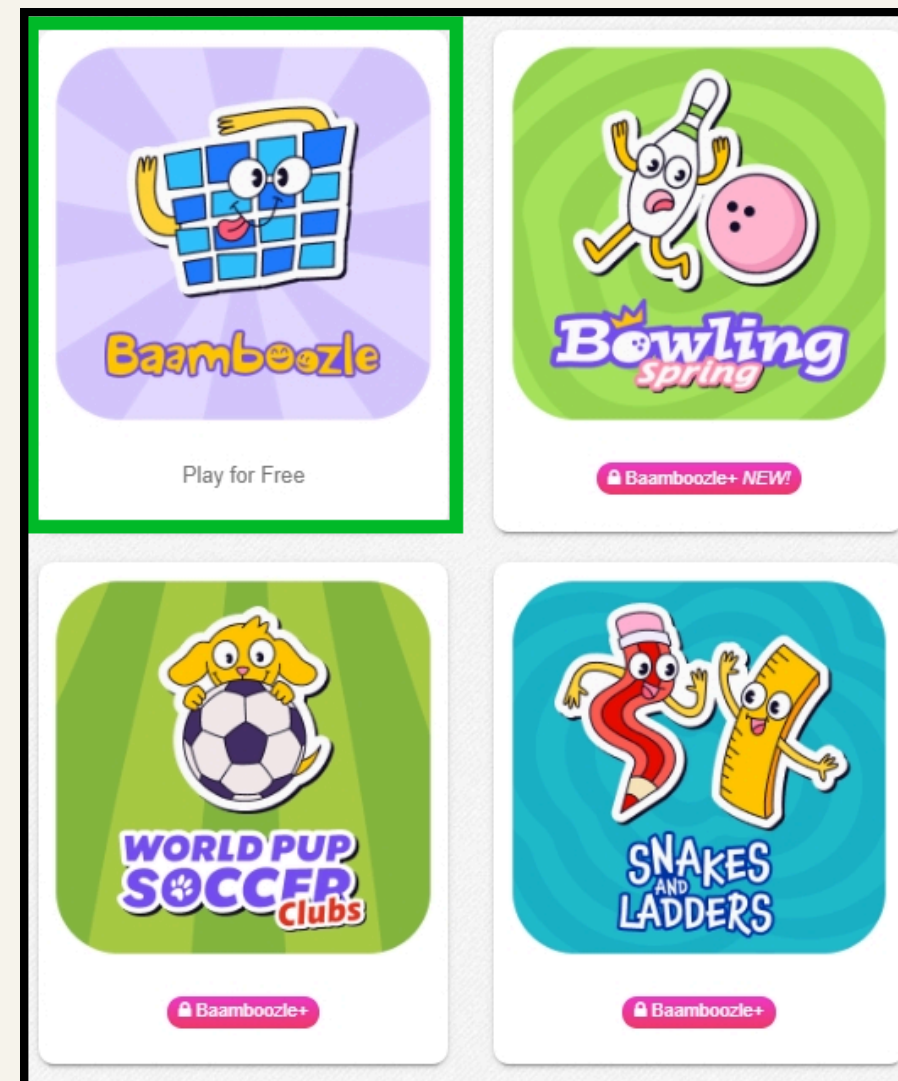 Baamboozle
Bowling
Spring
Play for Free
Baamboozle+ NEW!
WORLD PUP
SOCCER
Clubs
SNAKES
AND
LADDERS
Baamboozle+
Baamboozle+